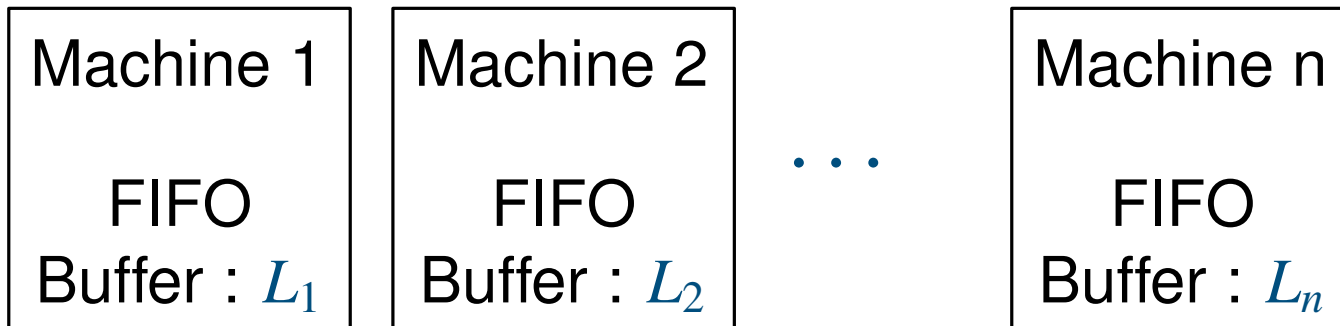 Machine 1
FIFO
Buffer : L₁
Machine 2
FIFO
Buffer : L₂
. . .
Machine n
FIFO
Buffer : Lₙ